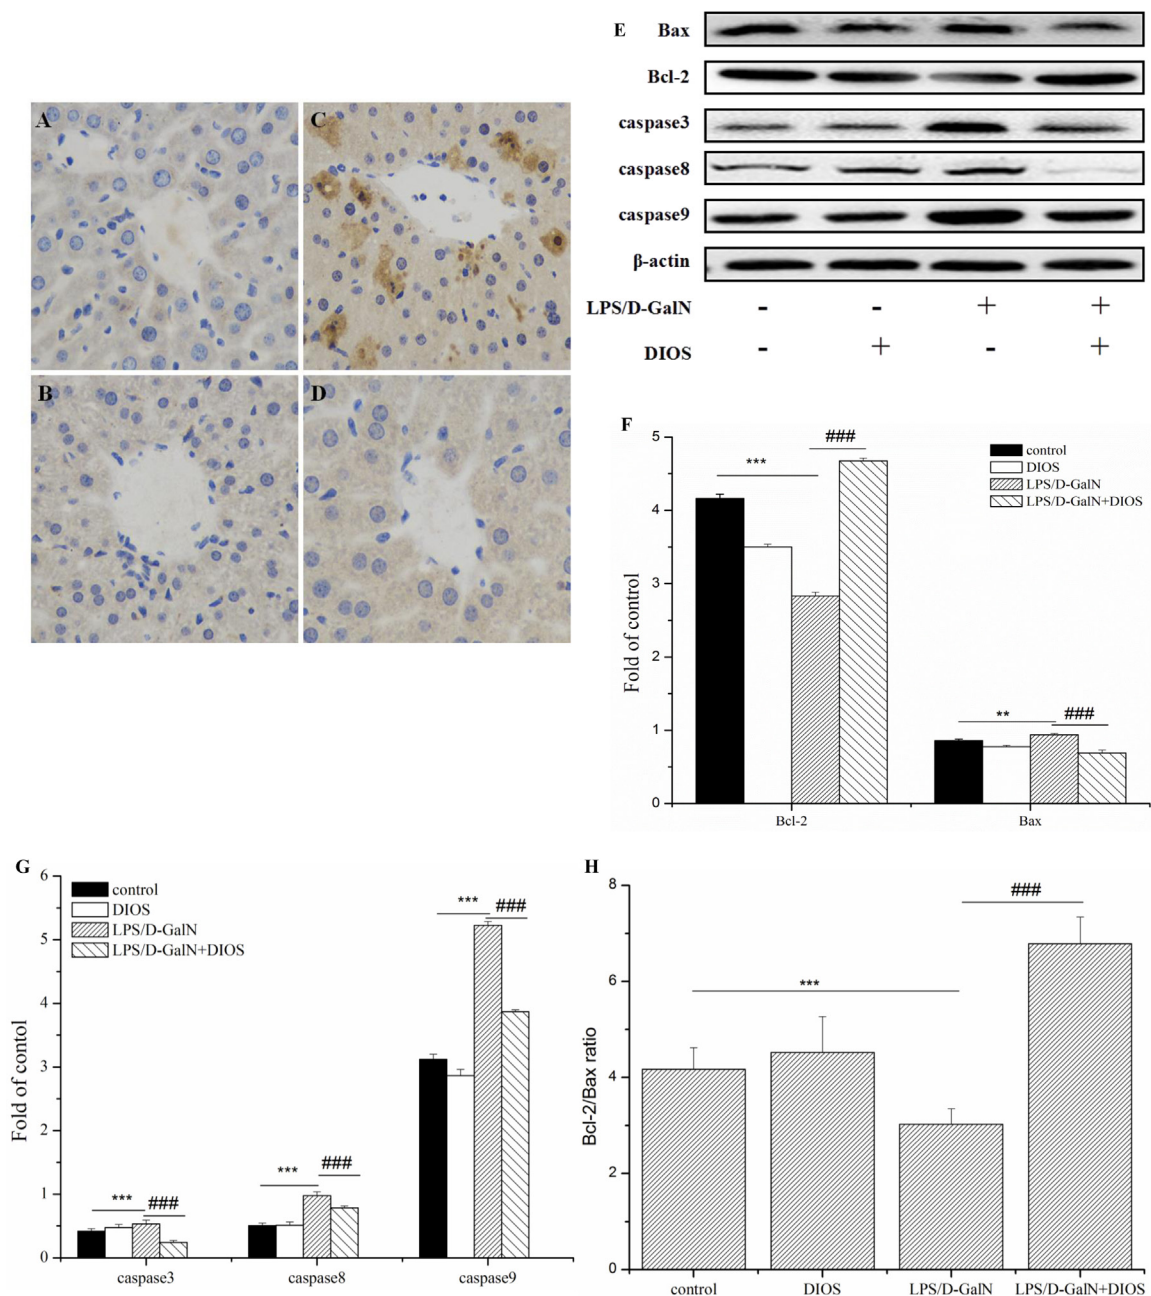 A
C
B
D
E Bax
Bcl-2
caspase3
caspase8
caspase9
β-actin
LPS/D-GalN - - + +
DIOS - + - +
F
5
4
3
2
1
0
Fold of control
***
###
**
###
control
DIOS
LPS/D-GalN
LPS/D-GalN+DIOS
Bcl-2 Bax
G
6
5
4
3
2
1
0
Fold of contol
control
DIOS
LPS/D-GalN
LPS/D-GalN+DIOS
***
###
***
###
***
###
caspase3 caspase8 caspase9
H
8
6
4
2
0
Bcl-2/Bax ratio
***
###
control DIOS LPS/D-GalN LPS/D-GalN+DIOS